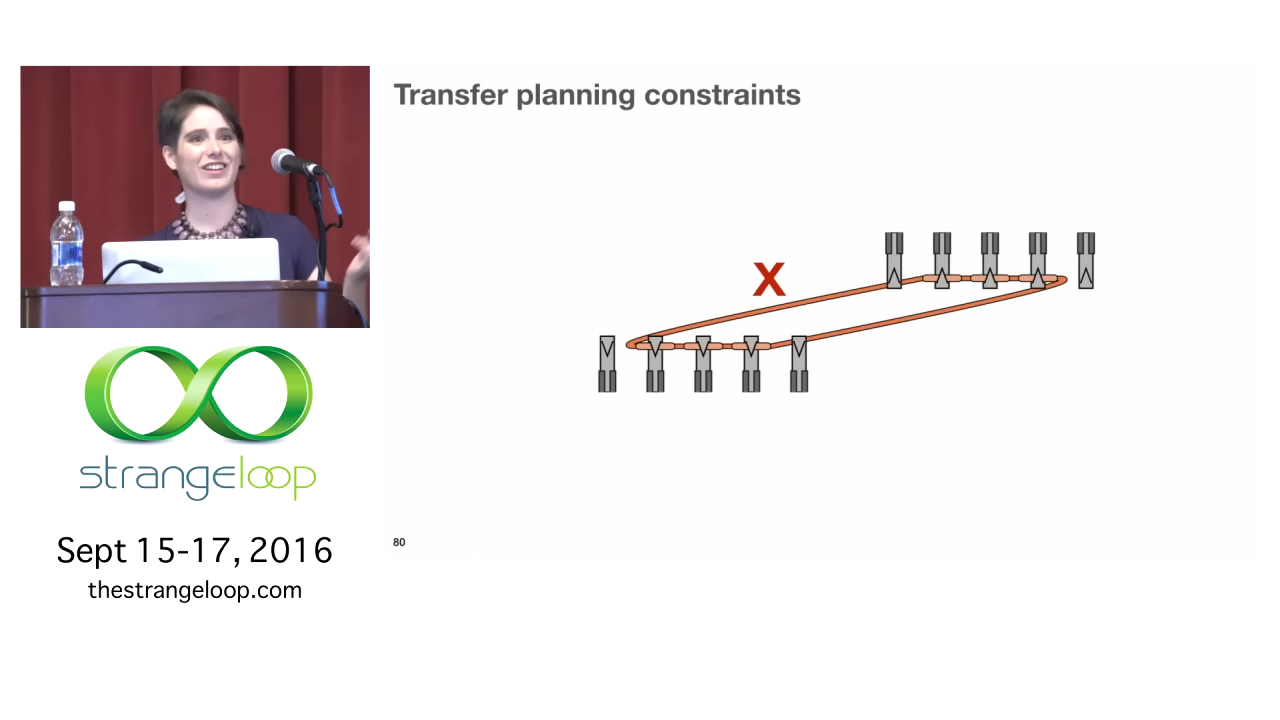 Transfer planning constraints
X
strangeloop
Sept 15-17, 2016
thestrangeloop.com
80